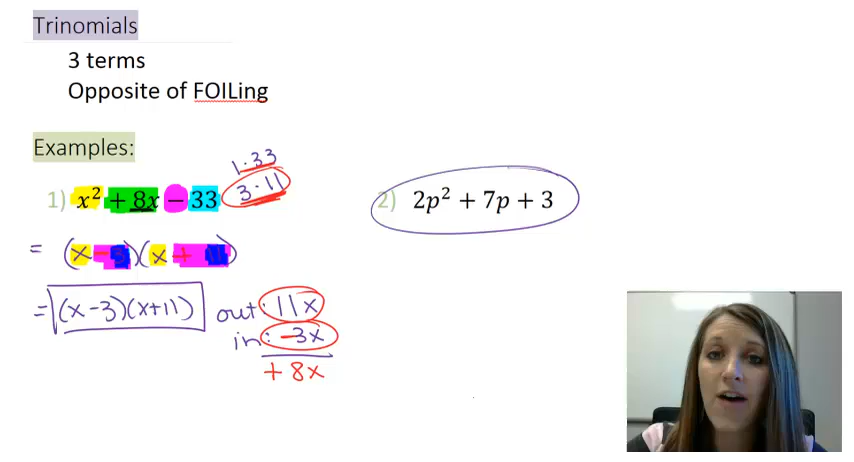 Trinomials
3 terms
Opposite of FOILing
Examples:
1 · 33
3 · 11
1) x² + 8x − 33
2) 2p² + 7p + 3
= (x − 3)(x + 11)
= (x − 3)(x + 11)
out: 11x
in: −3x
+ 8x